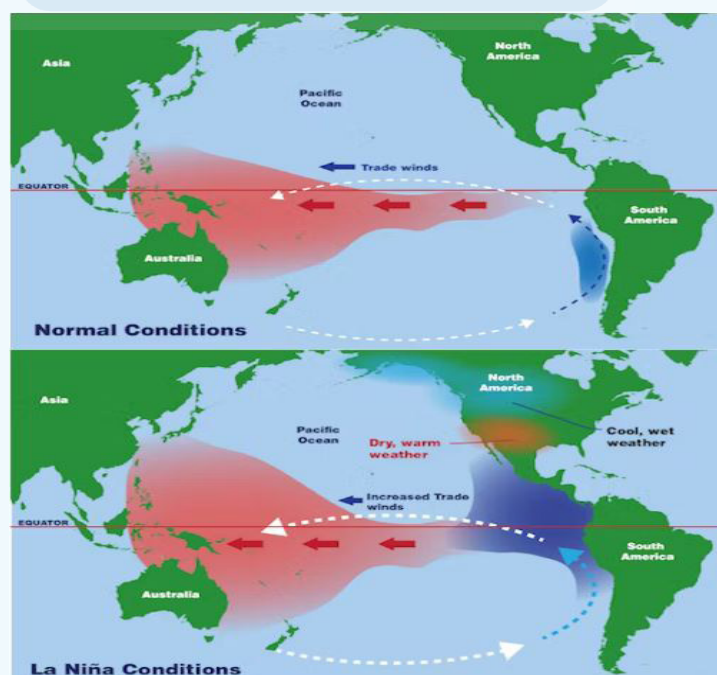 North
America
Asia
Pacific
Ocean
Trade winds
EQUATOR
South
America
Australia
Normal Conditions
North
America
Asia
Cool, wet
weather
Pacific
Ocean
Dry, warm
weather
Increased Trade
winds
EQUATOR
South
America
Australia
La Niña Conditions